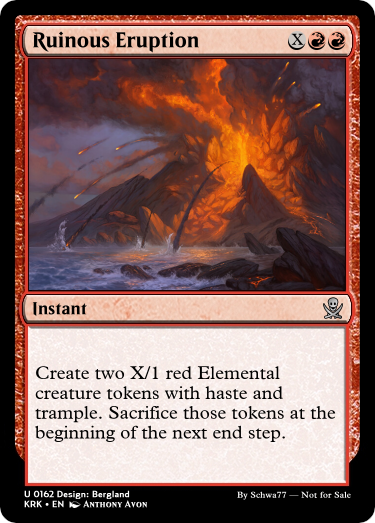 Ruinous Eruption X
Instant
Create two X/1 red Elemental
creature tokens with haste and
trample. Sacrifice those tokens at the
beginning of the next end step.
U 0162 Design: Bergland
By Schwa77 — Not for Sale
KRK • EN Anthony Avon